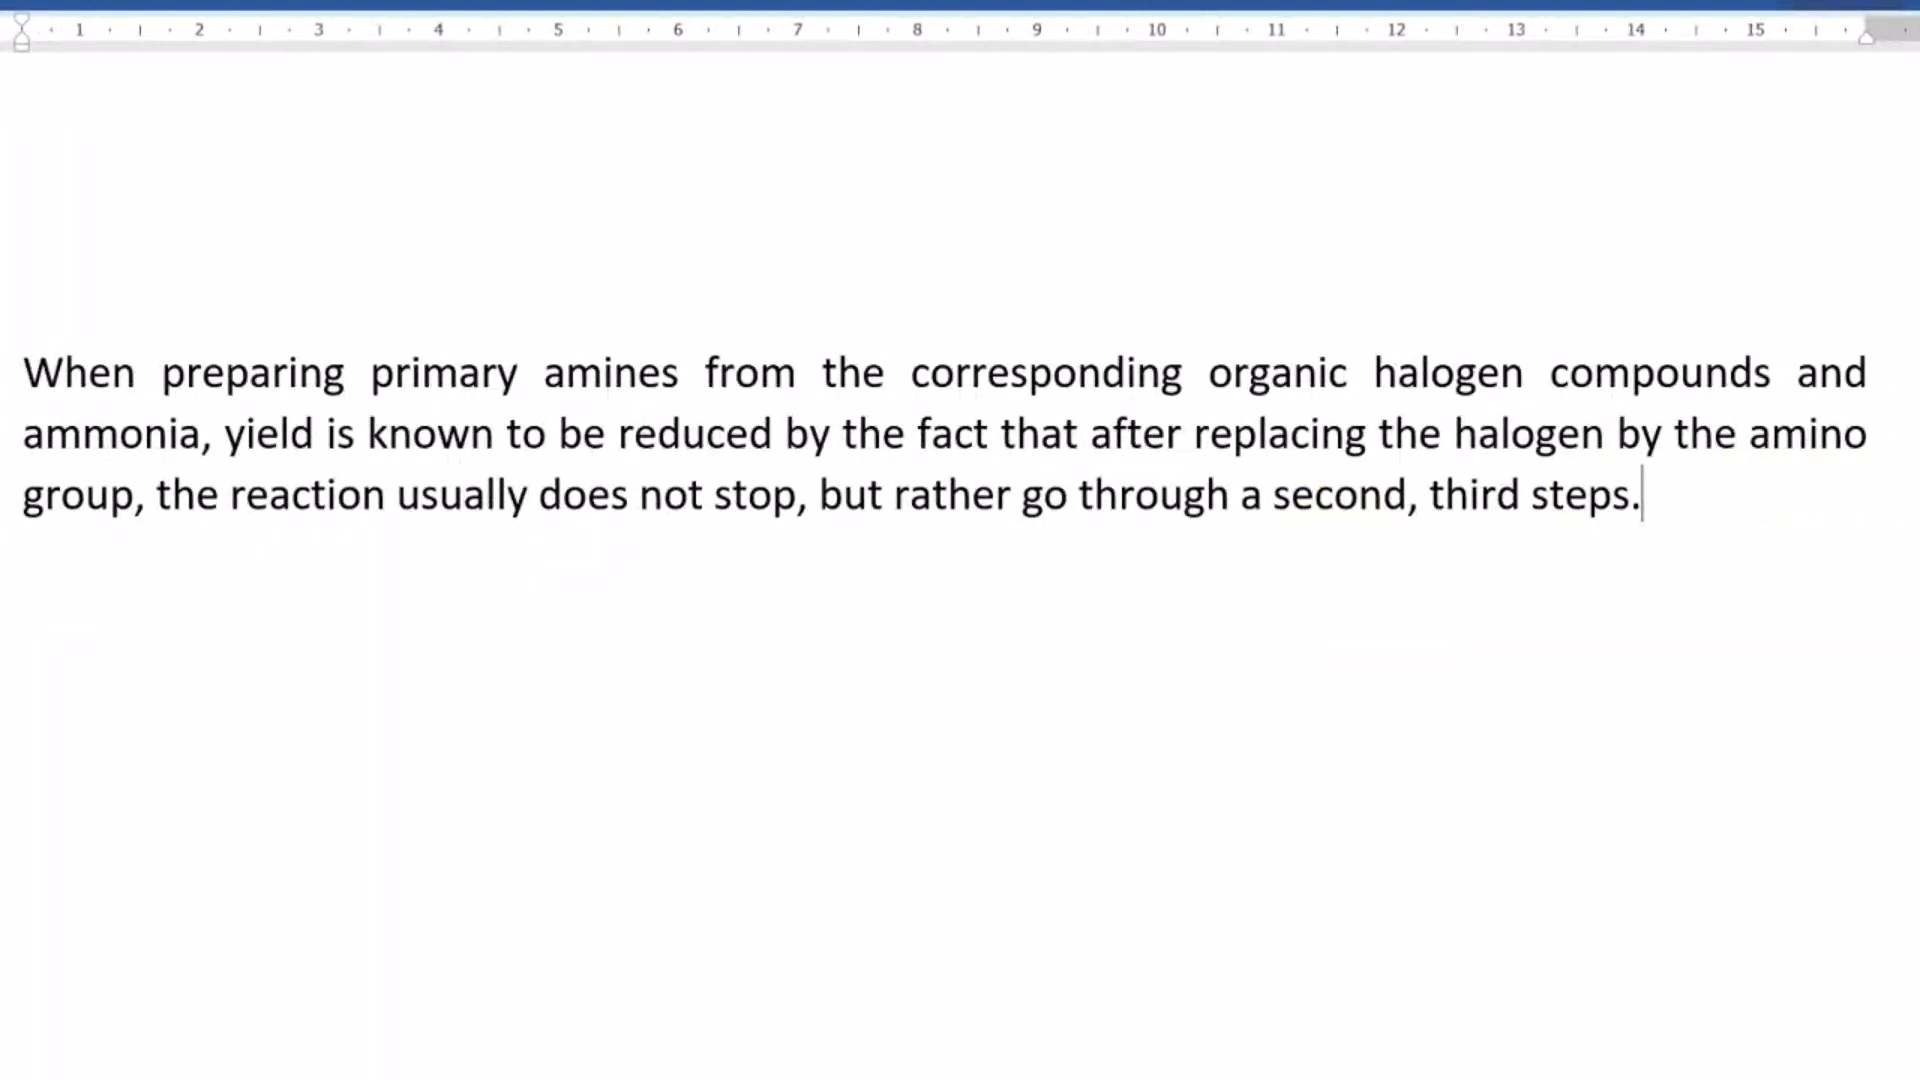 1 2 3 4 5 6 7 8 9 10 11 12 13 14 15
When preparing primary amines from the corresponding organic halogen compounds and
ammonia, yield is known to be reduced by the fact that after replacing the halogen by the amino
group, the reaction usually does not stop, but rather go through a second, third steps.